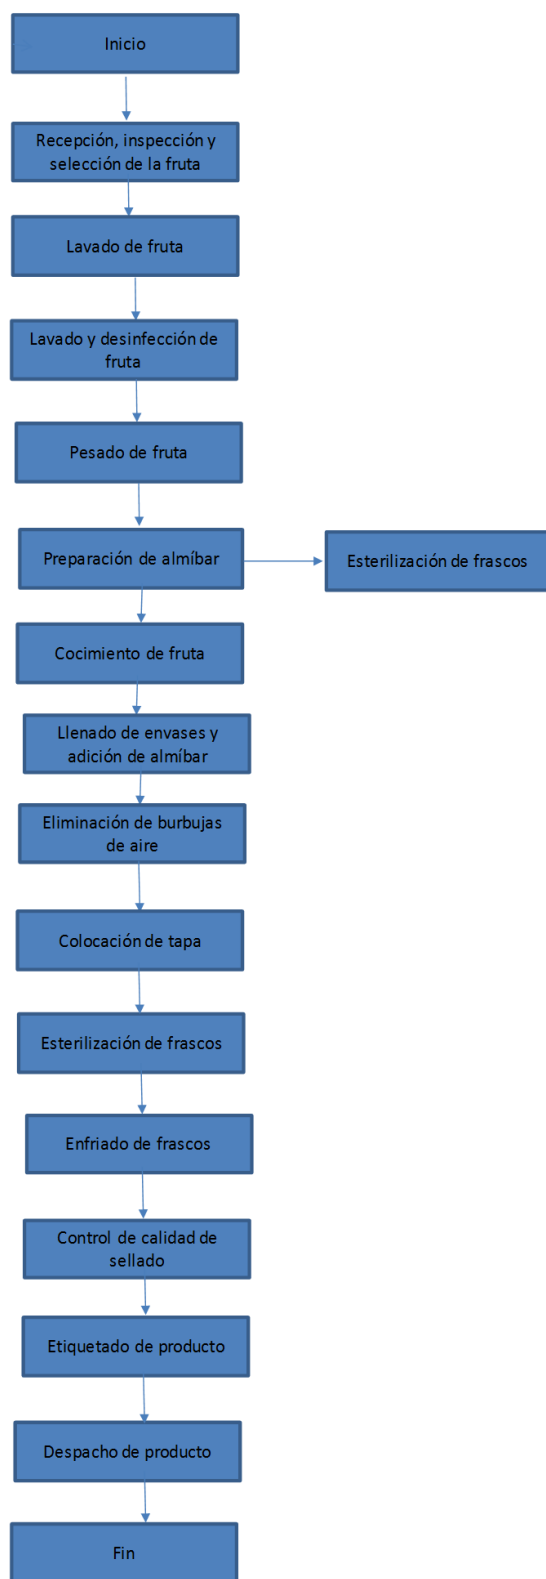 Inicio
Recepción, inspección y
selección de la fruta
Lavado de fruta
Lavado y desinfección de
fruta
Pesado de fruta
Preparación de almíbar
Esterilización de frascos
Cocimiento de fruta
Llenado de envases y
adición de almíbar
Eliminación de burbujas
de aire
Colocación de tapa
Esterilización de frascos
Enfriado de frascos
Control de calidad de
sellado
Etiquetado de producto
Despacho de producto
Fin